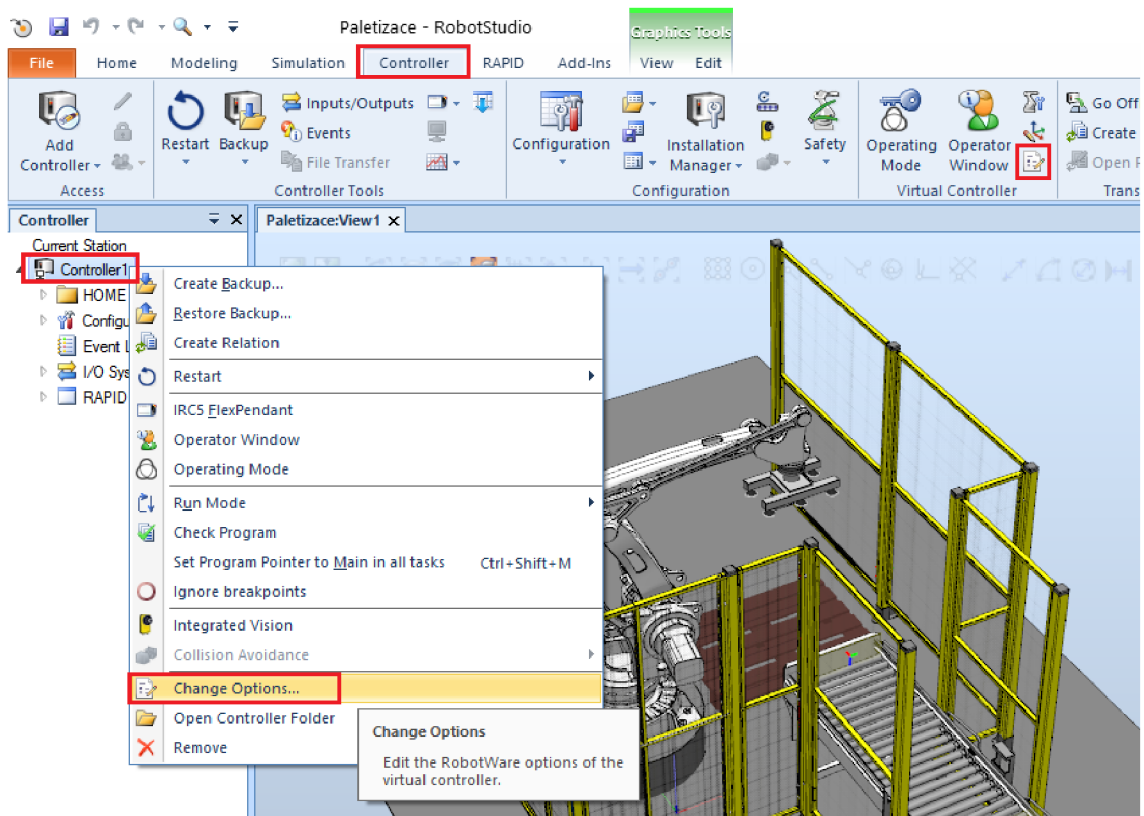 Paletizace - RobotStudio
Graphics Tools
File Home Modeling Simulation Controller RAPID Add-Ins View Edit
Add
Controller
Access
Restart
Backup
Inputs/Outputs
Events
File Transfer
Controller Tools
Configuration
Installation
Manager
Safety
Configuration
Operating
Mode
Operator
Window
Virtual Controller
Go Off
Create
Open
Trans
Controller
Paletizace:View1
Current Station
Controller1
HOME
Configu
Event L
I/O Sys
RAPID
Create Backup...
Restore Backup...
Create Relation
Restart
IRC5 FlexPendant
Operator Window
Operating Mode
Run Mode
Check Program
Set Program Pointer to Main in all tasks Ctrl+Shift+M
Ignore breakpoints
Integrated Vision
Collision Avoidance
Change Options...
Open Controller Folder
Remove
Change Options
Edit the RobotWare options of the
virtual controller.